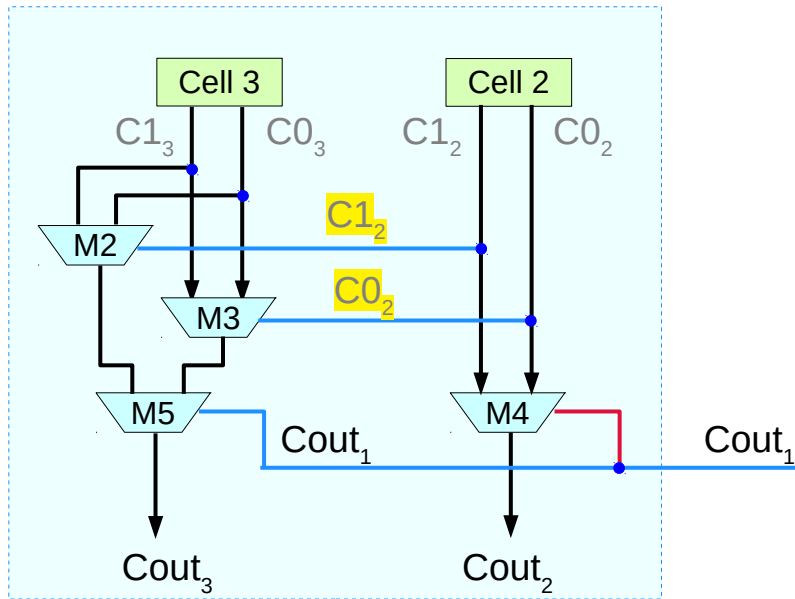 Cell 3 Cell 2
C1₃ C0₃ C1₂ C0₂
C1₂
M2
C0₂
M3
M5 M4
Cout₁ Cout₁
Cout₃ Cout₂